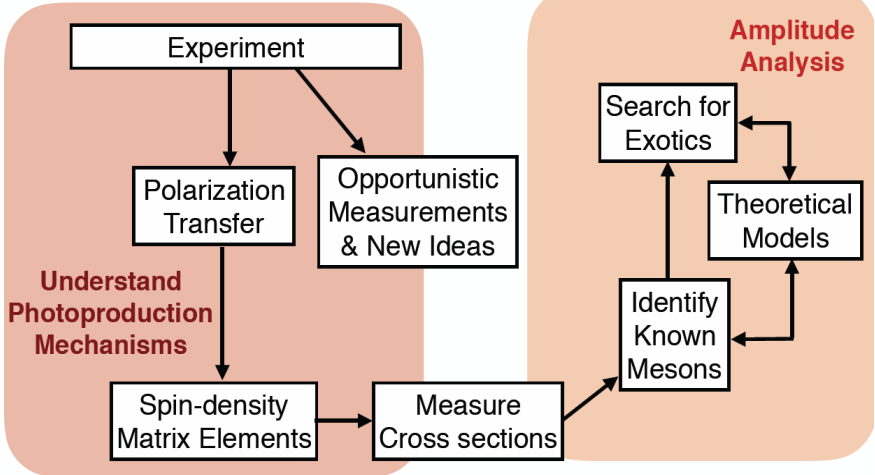 Experiment
Polarization
Transfer
Opportunistic
Measurements
& New Ideas
Understand
Photoproduction
Mechanisms
Spin-density
Matrix Elements
Measure
Cross sections
Amplitude
Analysis
Search for
Exotics
Theoretical
Models
Identify
Known
Mesons